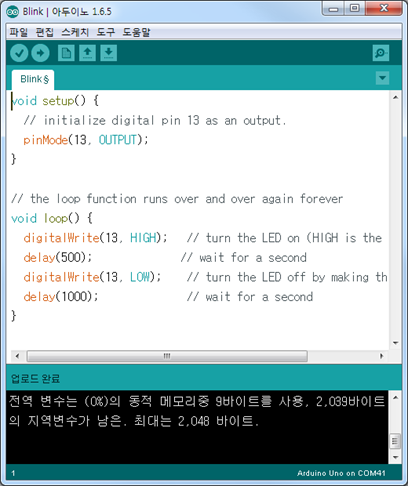 Blink | 아두이노 1.6.5
파일 편집 스케치 도구 도움말
Blink §
void setup() {
  // initialize digital pin 13 as an output.
  pinMode(13, OUTPUT);
}
// the loop function runs over and over again forever
void loop() {
  digitalWrite(13, HIGH);   // turn the LED on (HIGH is the
  delay(500);              // wait for a second
  digitalWrite(13, LOW);    // turn the LED off by making th
  delay(1000);              // wait for a second
}
업로드 완료
전역 변수는 (0%)의 동적 메모리중 9바이트를 사용, 2,039바이트
의 지역변수가 남은. 최대는 2,048 바이트.
1 Arduino Uno on COM41